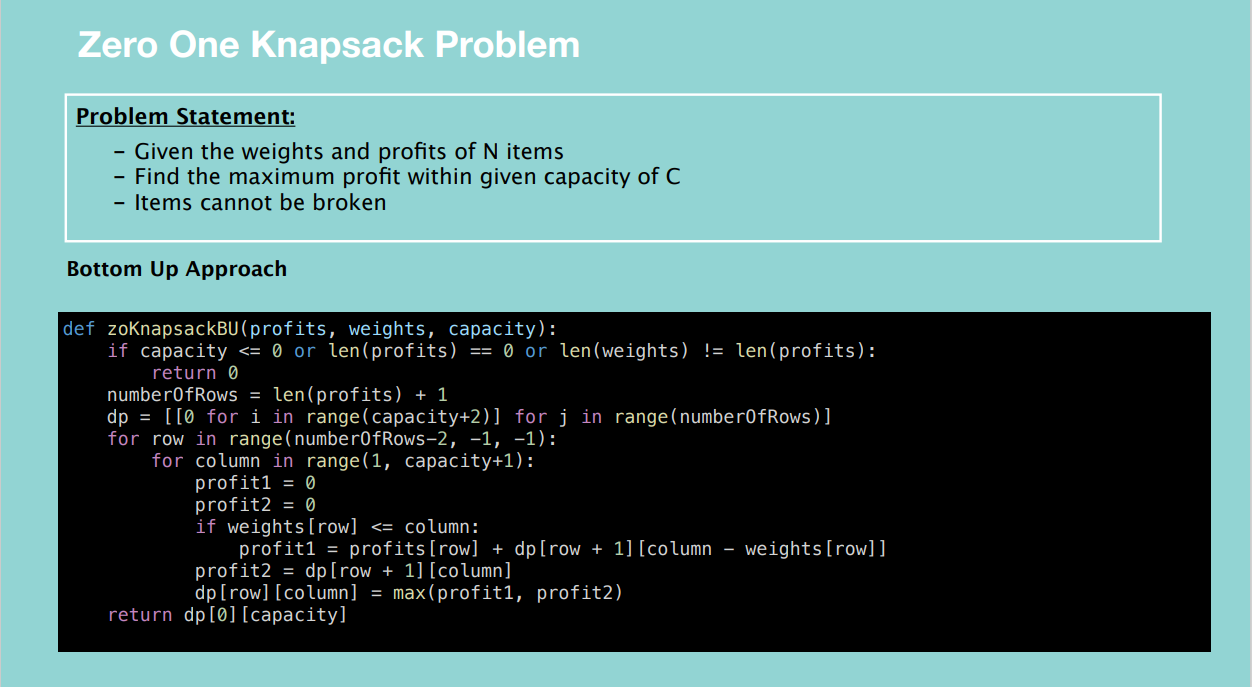 Zero One Knapsack Problem
Problem Statement:
- Given the weights and profits of N items
- Find the maximum profit within given capacity of C
- Items cannot be broken
Bottom Up Approach
def zoKnapsackBU(profits, weights, capacity):
    if capacity <= 0 or len(profits) == 0 or len(weights) != len(profits):
        return 0
    numberOfRows = len(profits) + 1
    dp = [[0 for i in range(capacity+2)] for j in range(numberOfRows)]
    for row in range(numberOfRows-2, -1, -1):
        for column in range(1, capacity+1):
            profit1 = 0
            profit2 = 0
            if weights[row] <= column:
                profit1 = profits[row] + dp[row + 1][column - weights[row]]
            profit2 = dp[row + 1][column]
            dp[row][column] = max(profit1, profit2)
    return dp[0][capacity]